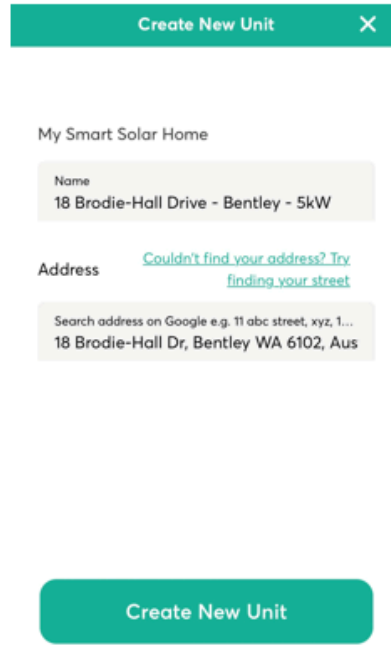 Create New Unit
My Smart Solar Home
Name
18 Brodie-Hall Drive - Bentley - 5kW
Address
Couldn't find your address? Try
finding your street
Search address on Google e.g. 11 abc street, xyz, 1...
18 Brodie-Hall Dr, Bentley WA 6102, Aus
Create New Unit